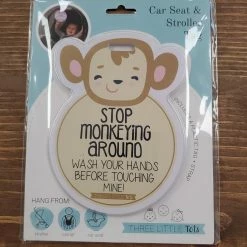 Car Seat &
Stroller
STOP
MONKEYING
AROUND
WASH YOUR HANDS
BEFORE TOUCHING
MINE!
HANG FROM
THREE LITTLE TOTS